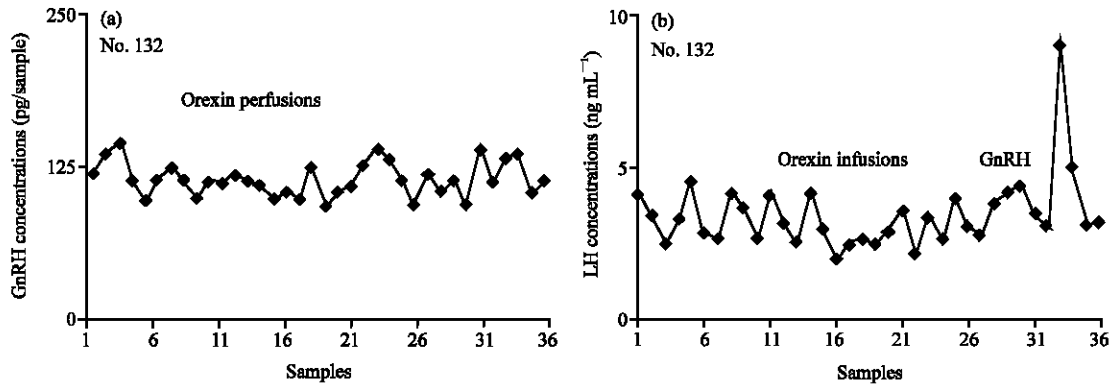 250
(a)
No. 132
Orexin perfusions
125
0
1 6 11 16 21 26 31 36
Samples
GnRH concentrations (pg/sample)
10
(b)
No. 132
Orexin infusions GnRH
5
0
1 6 11 16 21 26 31 36
Samples
LH concentrations (ng mL⁻¹)